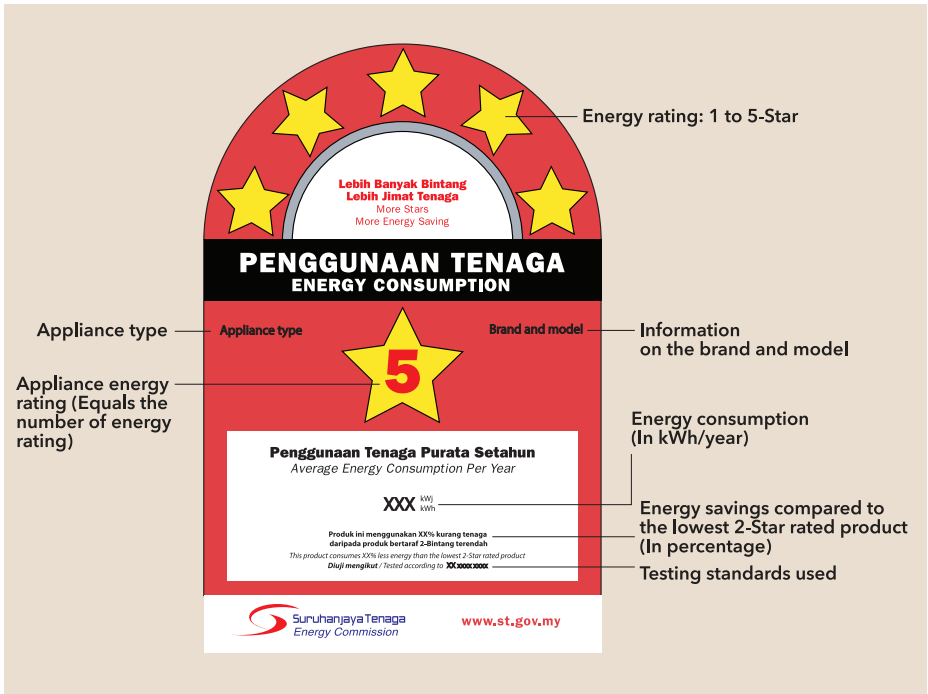 Energy rating: 1 to 5-Star
Lebih Banyak Bintang
Lebih Jimat Tenaga
More Stars
More Energy Saving
PENGGUNAAN TENAGA
ENERGY CONSUMPTION
Appliance type
Appliance type
Brand and model
Information
on the brand and model
5
Appliance energy
rating (Equals the
number of energy
rating)
Energy consumption
(In kWh/year)
Penggunaan Tenaga Purata Setahun
Average Energy Consumption Per Year
XXX kWj
kWh
Energy savings compared to
the lowest 2-Star rated product
(In percentage)
Produk ini menggunakan XX% kurang tenaga
daripada produk bertaraf 2-Bintang terendah
This product consumes XX% less energy than the lowest 2-Star rated product
Diuji mengikut / Tested according to XX xxxx xxxx
Testing standards used
Suruhanjaya Tenaga
Energy Commission
www.st.gov.my